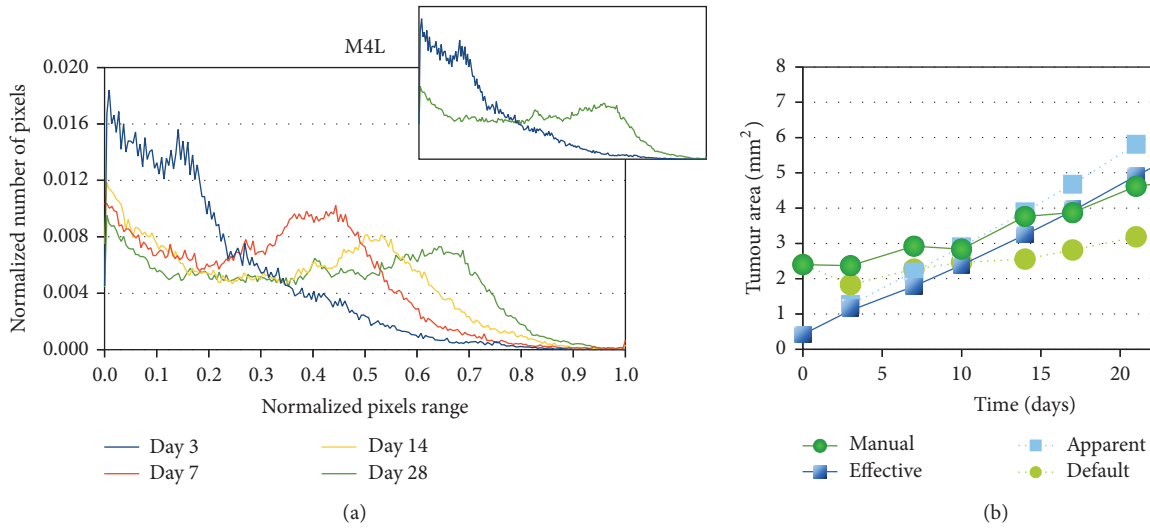 M4L
Normalized number of pixels
0.020
0.016
0.012
0.008
0.004
0.000
0.0 0.1 0.2 0.3 0.4 0.5 0.6 0.7 0.8 0.9 1.0
Normalized pixels range
Day 3
Day 14
Day 7
Day 28
(a)
Tumour area (mm²)
8
7
6
5
4
3
2
1
0
0 5 10 15 20
Time (days)
Manual
Apparent
Effective
Default
(b)